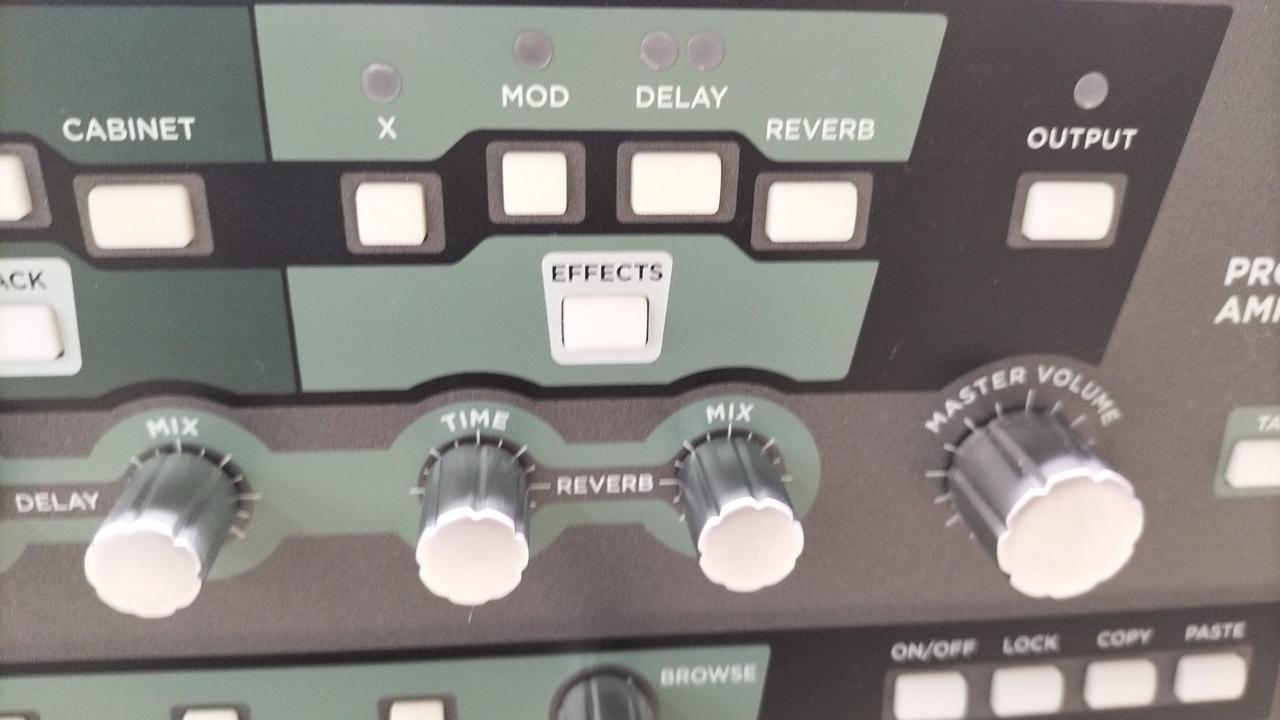 MOD
DELAY
X
CABINET
REVERB
OUTPUT
EFFECTS
MASTER VOLUME
MIX
TIME
MIX
DELAY
REVERB
BROWSE
ON/OFF
LOCK
COPY
PASTE